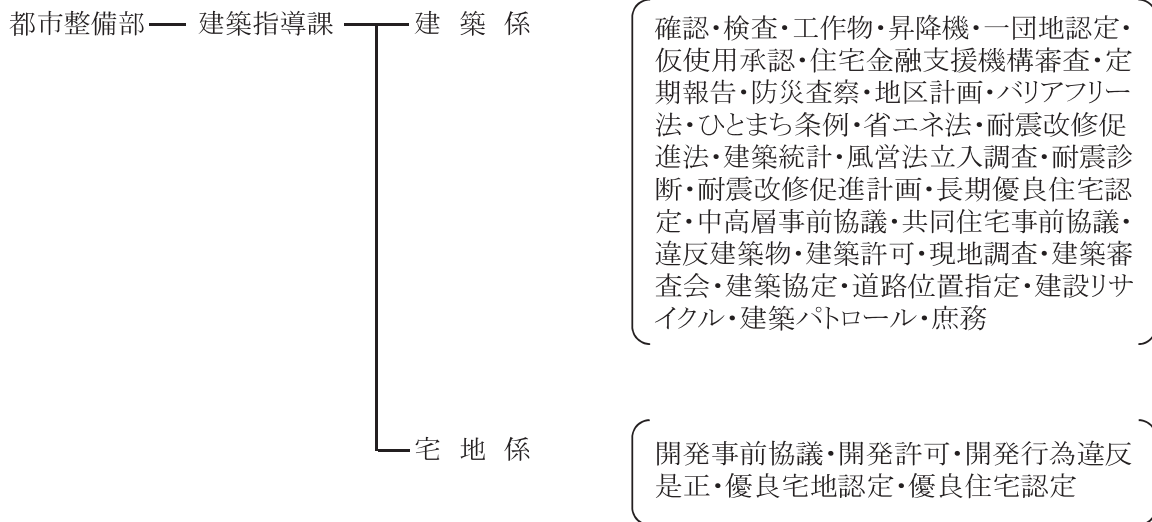 都市整備部 建築指導課 建築係
確認・検査・工作物・昇降機・一団地認定・
仮使用承認・住宅金融支援機構審査・定
期報告・防災査察・地区計画・バリアフリー
法・ひとまち条例・省エネ法・耐震改修促
進法・建築統計・風営法立入調査・耐震診
断・耐震改修促進計画・長期優良住宅認
定・中高層事前協議・共同住宅事前協議・
違反建築物・建築許可・現地調査・建築審
査会・建築協定・道路位置指定・建設リサ
イクル・建築パトロール・庶務
宅地係
開発事前協議・開発許可・開発行為違反
是正・優良宅地認定・優良住宅認定